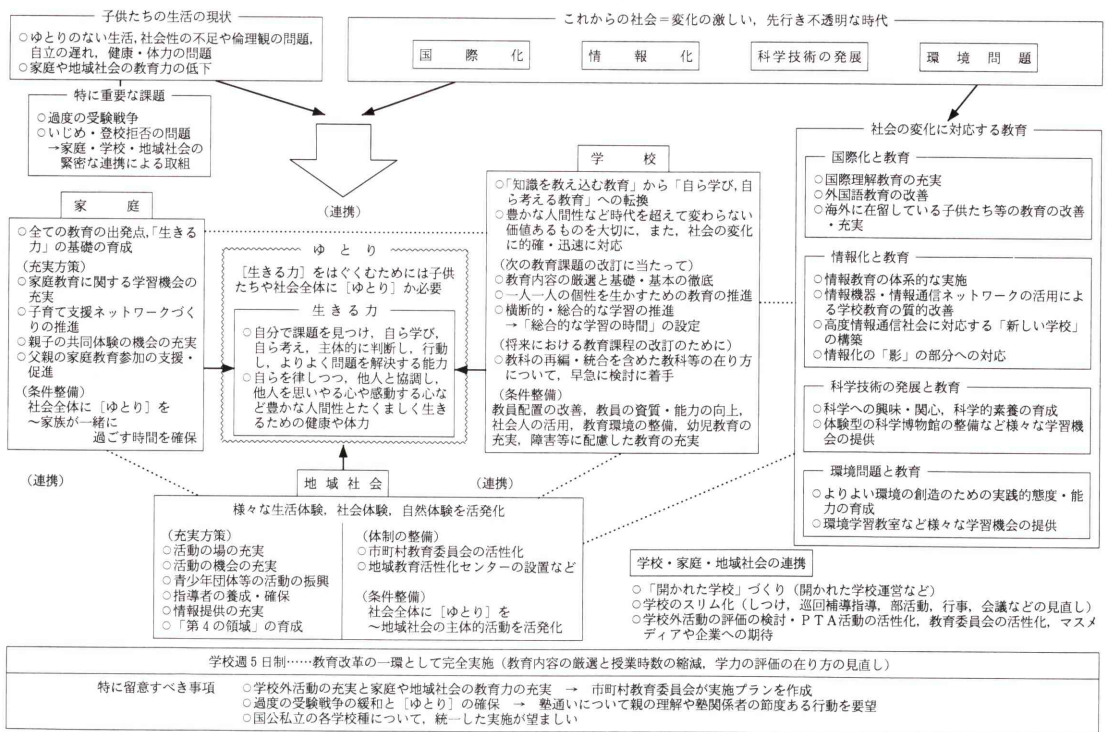 子供たちの生活の現状
○ゆとりのない生活,社会性の不足や倫理観の問題,
自立の遅れ,健康・体力の問題
○家庭や地域社会の教育力の低下
これからの社会=変化の激しい,先行き不透明な時代
国際化
情報化
科学技術の発展
環境問題
特に重要な課題
○過度の受験戦争
○いじめ・登校拒否の問題
→家庭・学校・地域社会の
緊密な連携による取組
(連携)
家庭
○全ての教育の出発点,「生きる
力」の基礎の育成
(充実方策)
○家庭教育に関する学習機会の
充実
○子育て支援ネットワークづく
りの推進
○親子の共同体験の機会の充実
○父親の家庭教育参加の支援・
促進
(条件整備)
社会全体に[ゆとり]を
~家族が一緒に
過ごす時間を確保
ゆとり
[生きる力]をはぐくむためには子供
たちや社会全体に[ゆとり]か必要
生きる力
○自分で課題を見つけ,自ら学び,
自ら考え,主体的に判断し,行動
し,よりよく問題を解決する能力
○自らを律しつつ,他人と協調し,
他人を思いやる心や感動する心な
ど豊かな人間性とたくましく生き
るための健康や体力
学校
○「知識を教え込む教育」から「自ら学び,自
ら考える教育」への転換
○豊かな人間性など時代を超えて変わらない
価値あるものを大切に,また,社会の変化
に的確・迅速に対応
(次の教育課題の改訂に当たって)
○教育内容の厳選と基礎・基本の徹底
○一人一人の個性を生かすための教育の推進
○横断的・総合的な学習の推進
→「総合的な学習の時間」の設定
(将来における教育課程の改訂のために)
○教科の再編・統合を含めた教科等の在り方
について,早急に検討に着手
(条件整備)
教員配置の改善,教員の資質・能力の向上,
社会人の活用,教育環境の整備,幼児教育の
充実,障害等に配慮した教育の充実
社会の変化に対応する教育
国際化と教育
○国際理解教育の充実
○外国語教育の改善
○海外に在留している子供たち等の教育の改善
・充実
情報化と教育
○情報教育の体系的な実施
○情報機器・情報通信ネットワークの活用によ
る学校教育の質的改善
○高度情報通信社会に対応する「新しい学校」
の構築
○情報化の「影」の部分への対応
科学技術の発展と教育
○科学への興味・関心,科学的素養の育成
○体験型の科学博物館の整備など様々な学習機
会の提供
環境問題と教育
○よりよい環境の創造のための実践的態度・能
力の育成
○環境学習教室など様々な学習機会の提供
(連携)
(連携)
地域社会
様々な生活体験,社会体験,自然体験を活発化
(充実方策)
○活動の場の充実
○活動の機会の充実
○青少年団体等の活動の振興
○指導者の養成・確保
○情報提供の充実
○「第4の領域」の育成
(体制の整備)
○市町村教育委員会の活性化
○地域教育活性化センターの設置など
(条件整備)
社会全体に[ゆとり]を
~地域社会の主体的活動を活発化
学校・家庭・地域社会の連携
○「開かれた学校」づくり(開かれた学校運営など)
○学校のスリム化(しつけ,巡回補導指導,部活動,行事,会議などの見直し)
○学校外活動の評価の検討・PTA活動の活性化,教育委員会の活性化,マスメ
ディアや企業への期待
学校週5日制……教育改革の一環として完全実施(教育内容の厳選と授業時数の縮減,学力の評価の在り方の見直し)
特に留意すべき事項
○学校外活動の充実と家庭や地域社会の教育力の充実 → 市町村教育委員会が実施プランを作成
○過度の受験戦争の緩和と[ゆとり]の確保 → 塾通いについて親の理解や塾関係者の節度ある行動を要望
○国公私立の各学校種について,統一した実施が望ましい